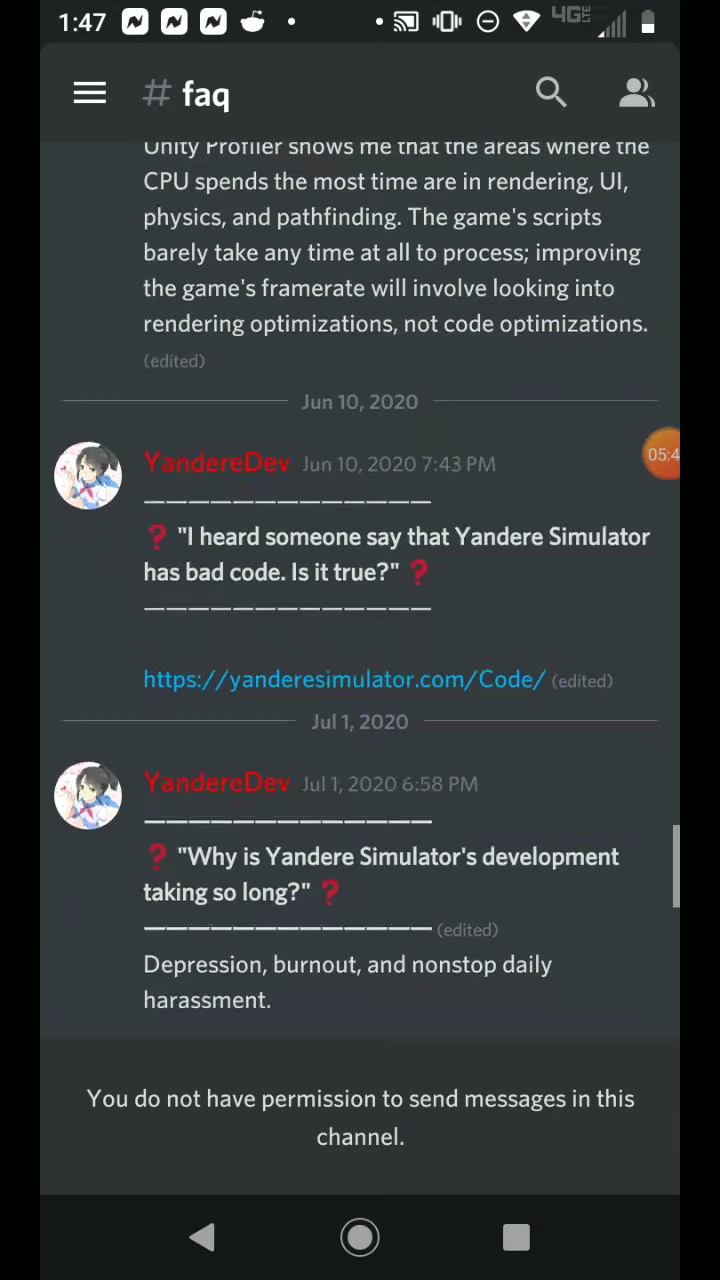 1:47
4GLTE
# faq
Unity Profiler shows me that the areas where the
CPU spends the most time are in rendering, UI,
physics, and pathfinding. The game's scripts
barely take any time at all to process; improving
the game's framerate will involve looking into
rendering optimizations, not code optimizations.
(edited)
Jun 10, 2020
05:4
YandereDev Jun 10, 2020 7:43 PM
—————————————
❓ "I heard someone say that Yandere Simulator
has bad code. Is it true?" ❓
—————————————
https://yanderesimulator.com/Code/ (edited)
Jul 1, 2020
YandereDev Jul 1, 2020 6:58 PM
—————————————
❓ "Why is Yandere Simulator's development
taking so long?" ❓
————————————— (edited)
Depression, burnout, and nonstop daily
harassment.
You do not have permission to send messages in this
channel.